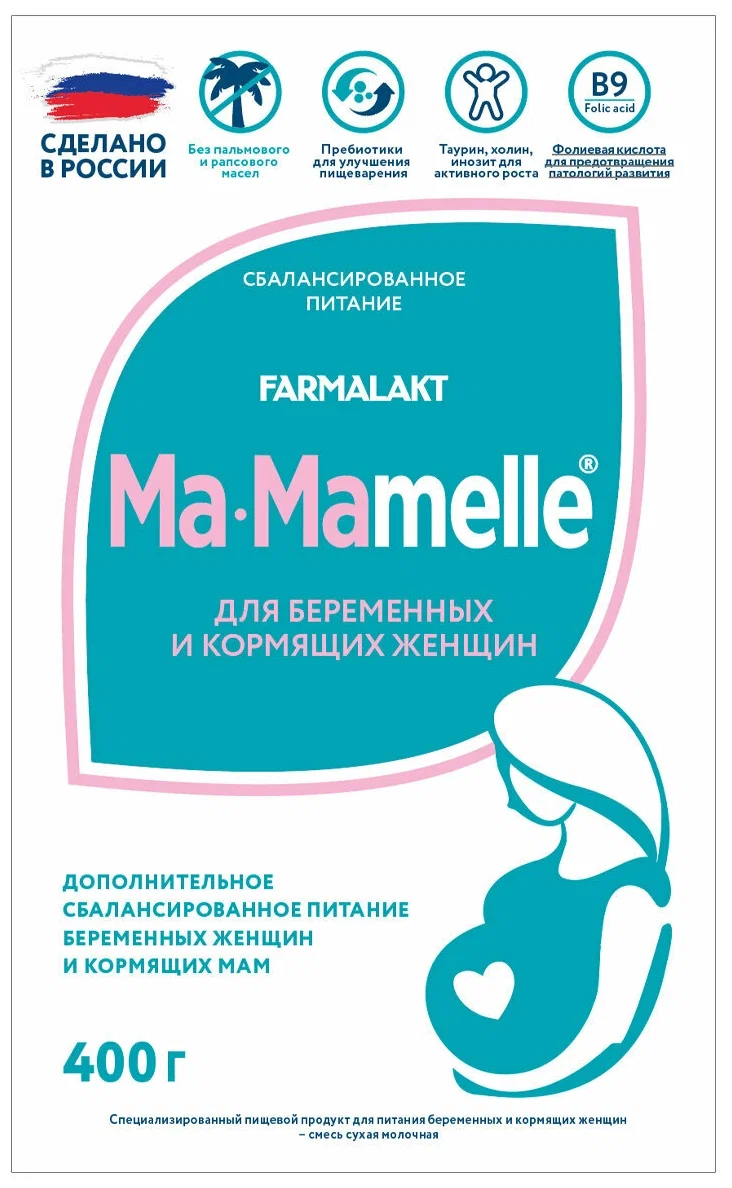 СДЕЛАНО
В РОССИИ
Без пальмового
и рапсового
масел
Пребиотики
для улучшения
пищеварения
Таурин, холин,
инозит для
активного роста
B9
Folic acid
Фолиевая кислота
для предотвращения
патологий развития
СБАЛАНСИРОВАННОЕ
ПИТАНИЕ
FARMALAKT
Ma·Mamelle®
ДЛЯ БЕРЕМЕННЫХ
И КОРМЯЩИХ ЖЕНЩИН
ДОПОЛНИТЕЛЬНОЕ
СБАЛАНСИРОВАННОЕ ПИТАНИЕ
БЕРЕМЕННЫХ ЖЕНЩИН
И КОРМЯЩИХ МАМ
400 г
Специализированный пищевой продукт для питания беременных и кормящих женщин
– смесь сухая молочная